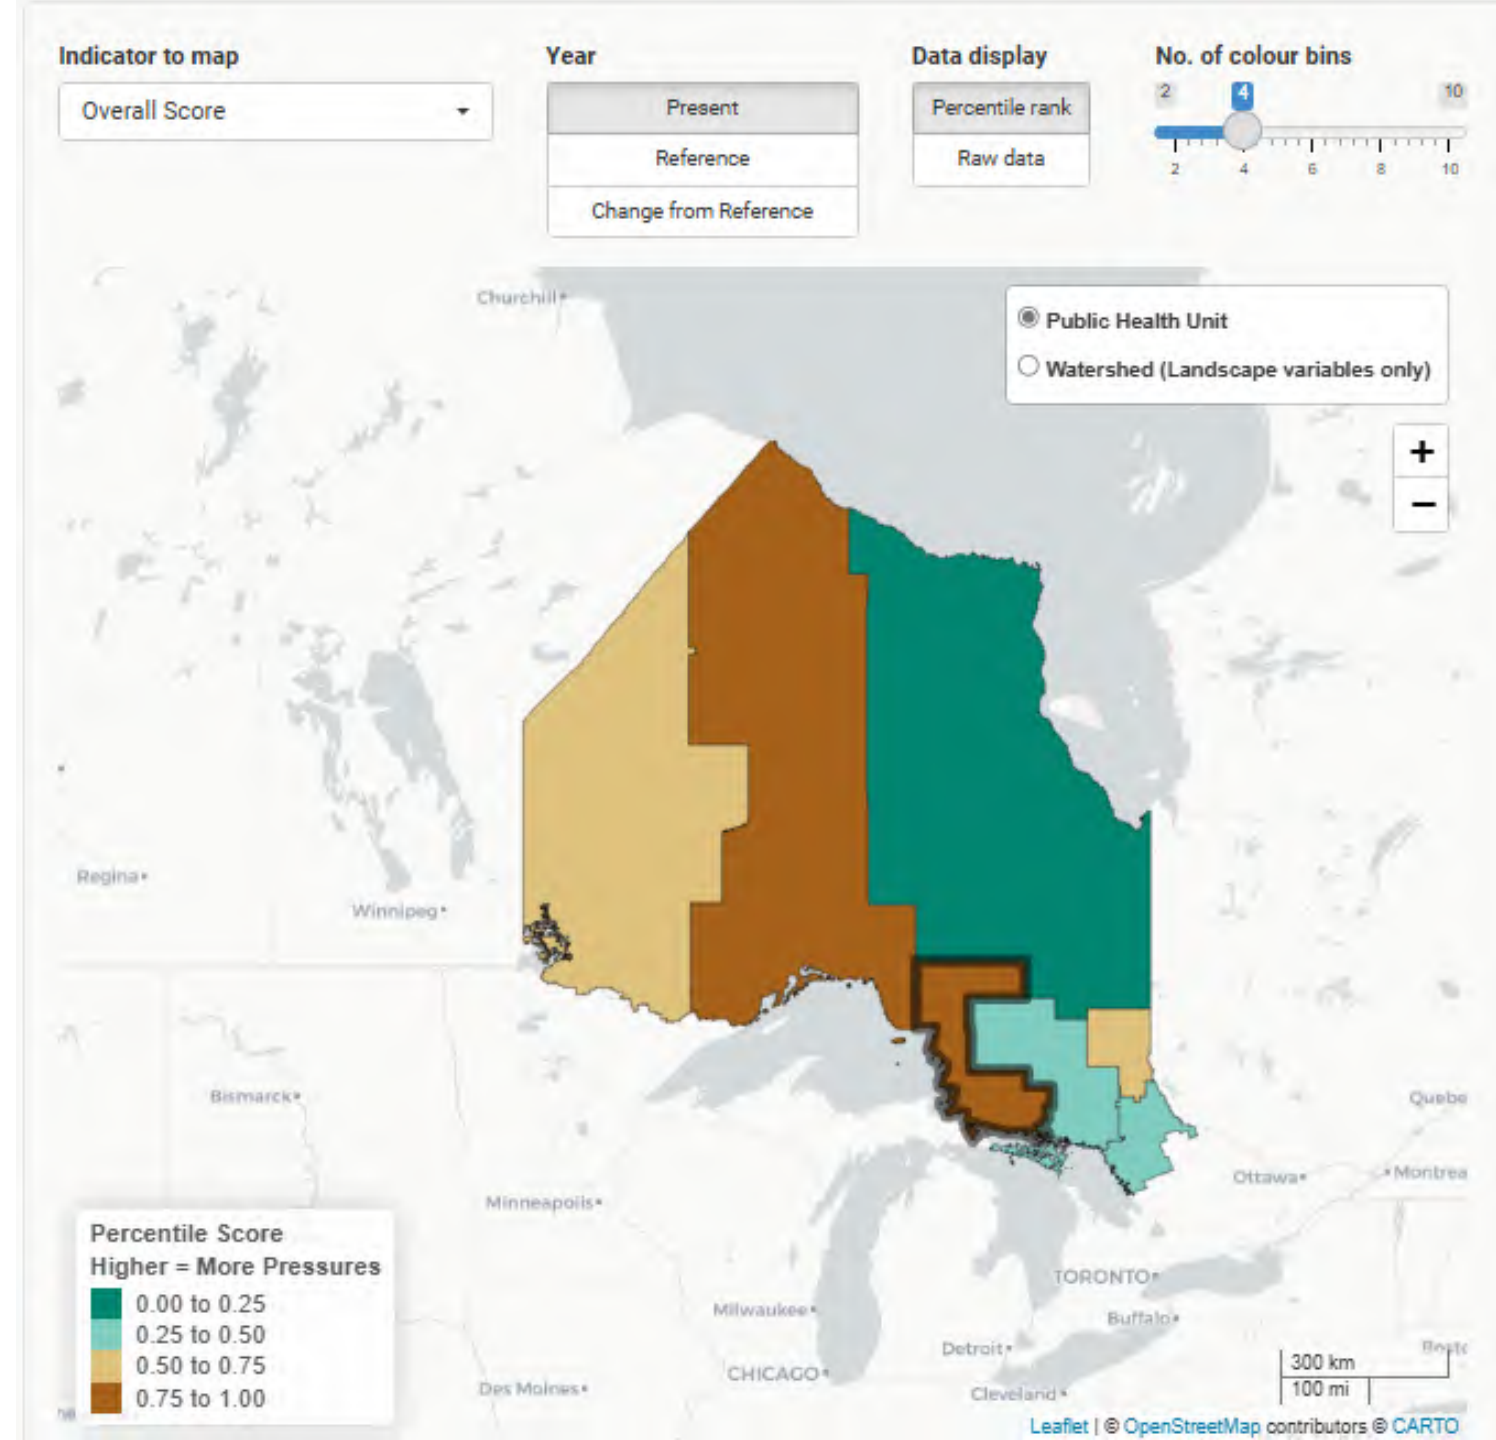 Indicator to map
Year
Data display
No. of colour bins
Overall Score
Present
Reference
Change from Reference
Percentile rank
Raw data
2
4
10
2
4
6
8
10
Churchill
Public Health Unit
Watershed (Landscape variables only)
+
−
Regina
Winnipeg
Bismarck
Quebe
Ottawa
Montrea
Minneapolis
TORONTO
Milwaukee
Buffalo
Detroit
CHICAGO
Des Moines
Cleveland
Percentile Score
Higher = More Pressures
0.00 to 0.25
0.25 to 0.50
0.50 to 0.75
0.75 to 1.00
300 km
100 mi
Leaflet | © OpenStreetMap contributors © CARTO